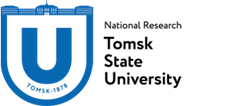 U
TOMSK-1878
National Research
Tomsk
State
University